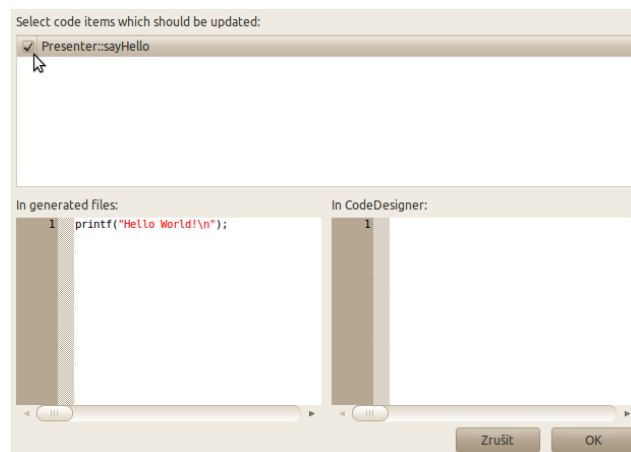 Select code items which should be updated:
Presenter::sayHello
In generated files:
In CodeDesigner:
1 printf("Hello World!\n");
1
Zrušit
OK